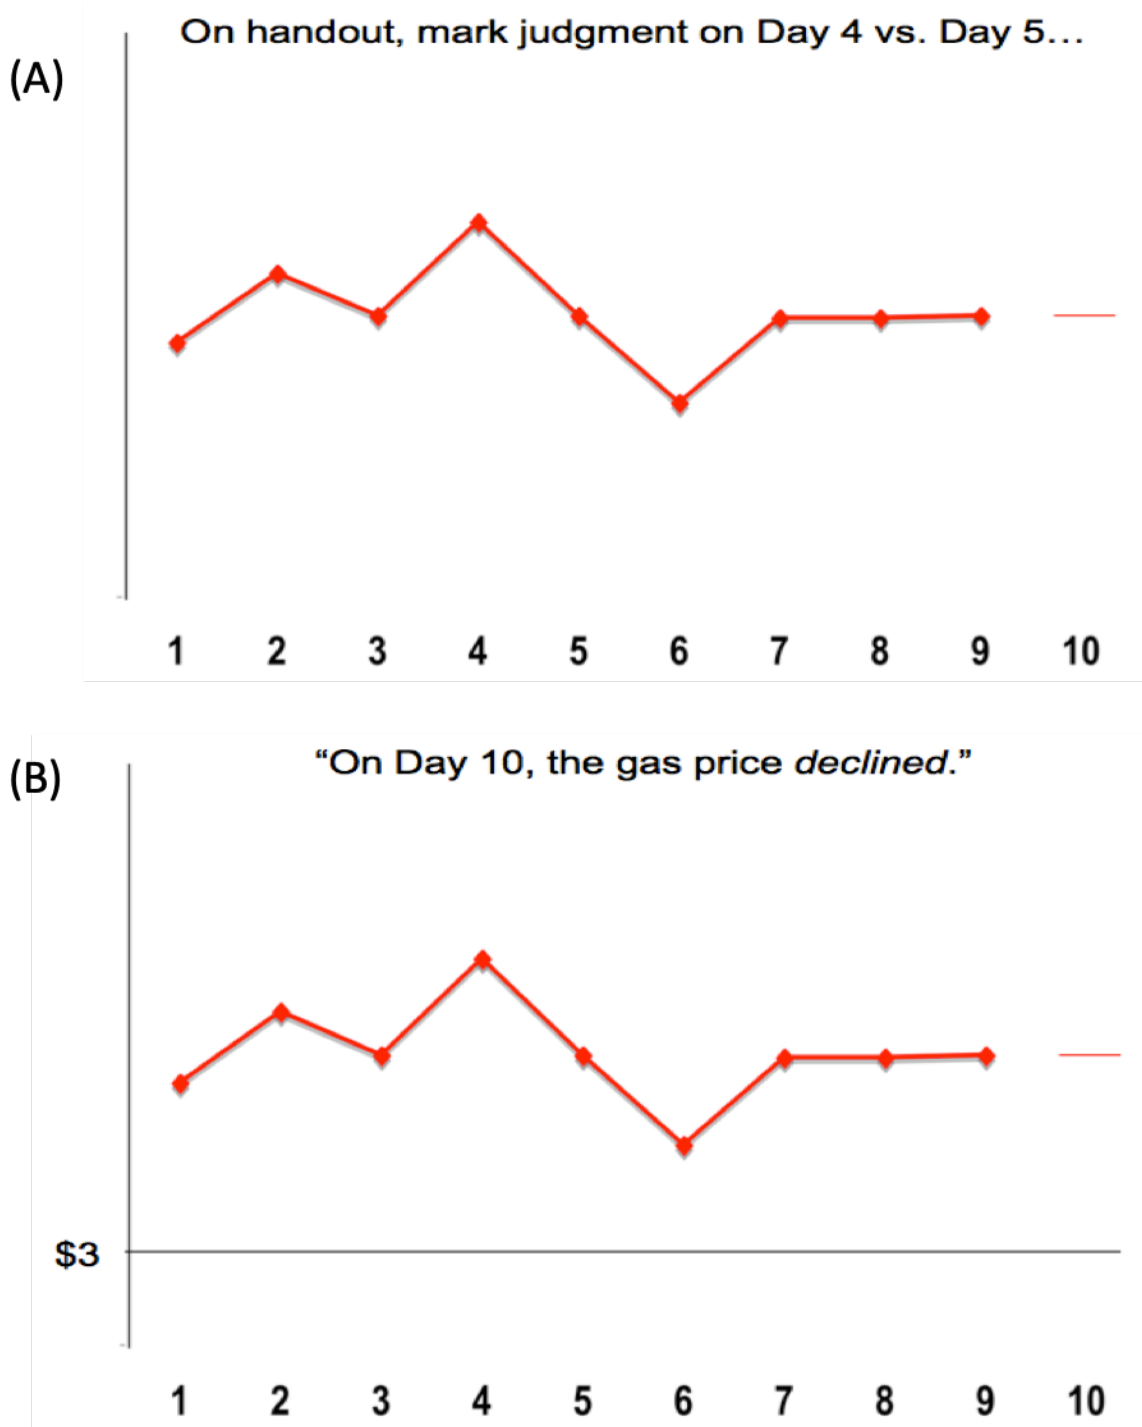 On handout, mark judgment on Day 4 vs. Day 5...
(A)
1 2 3 4 5 6 7 8 9 10
“On Day 10, the gas price declined.”
(B)
$3
1 2 3 4 5 6 7 8 9 10